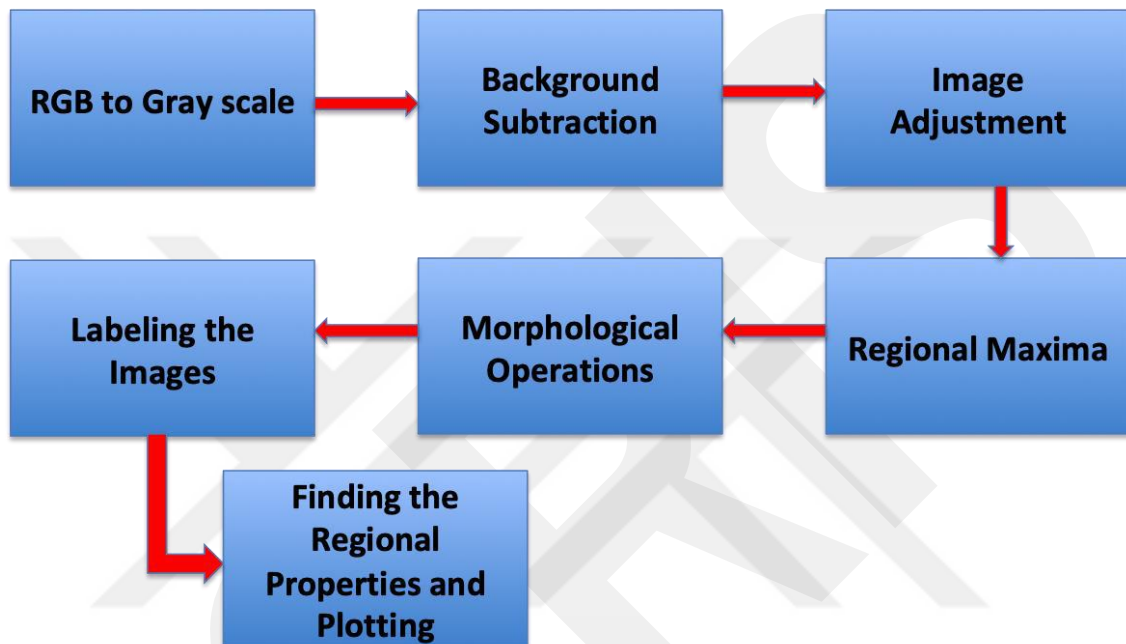 RGB to Gray scale
Background
Subtraction
Image
Adjustment
Regional Maxima
Morphological
Operations
Labeling the
Images
Finding the
Regional
Properties and
Plotting